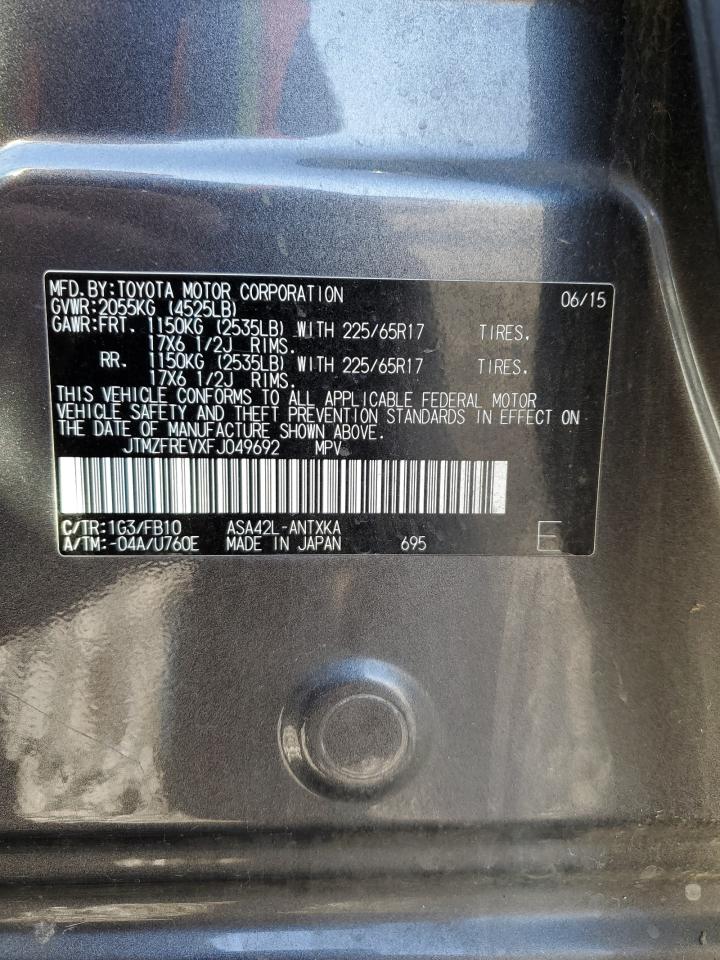 MFD.BY:TOYOTA MOTOR CORPORATION 06/15
GVWR:2055KG (4525LB)
GAWR:FRT. 1150KG (2535LB) WITH 225/65R17 TIRES,
17X6 1/2J RIMS.
RR. 1150KG (2535LB) WITH 225/65R17 TIRES,
17X6 1/2J RIMS.
THIS VEHICLE CONFORMS TO ALL APPLICABLE FEDERAL MOTOR
VEHICLE SAFETY AND THEFT PREVENTION STANDARDS IN EFFECT ON
THE DATE OF MANUFACTURE SHOWN ABOVE.
JTMZFREVXFJ049692 MPV
C/TR:1G3/FB10 ASA42L-ANTXKA
A/TM:-04A/U760E MADE IN JAPAN 695 E